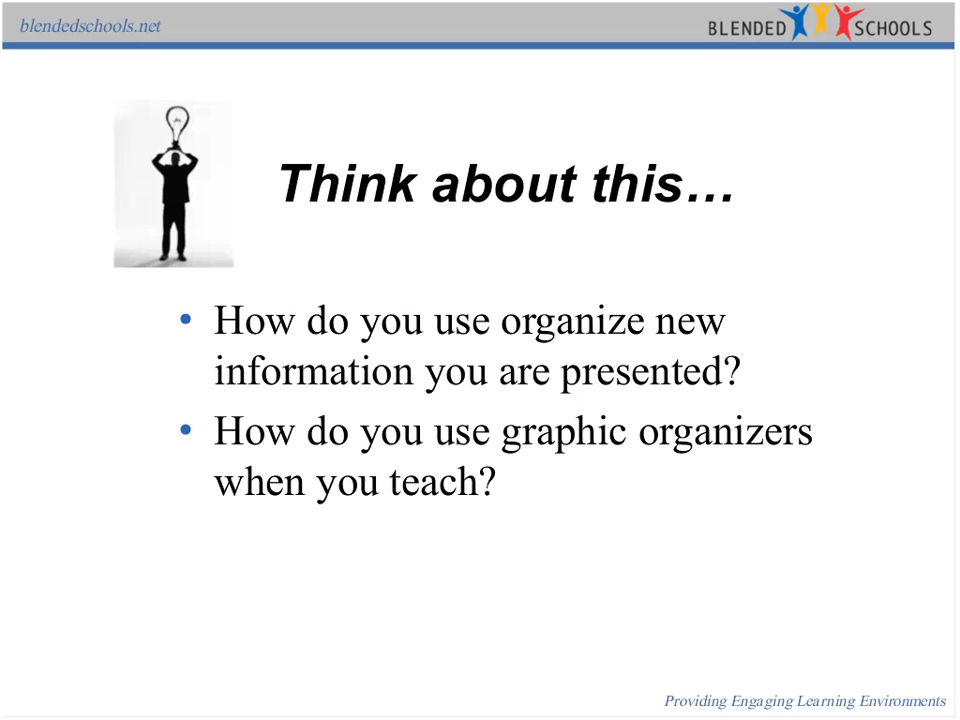 blendedschools.net
BLENDED SCHOOLS
Think about this…
• How do you use organize new
information you are presented?
• How do you use graphic organizers
when you teach?
Providing Engaging Learning Environments